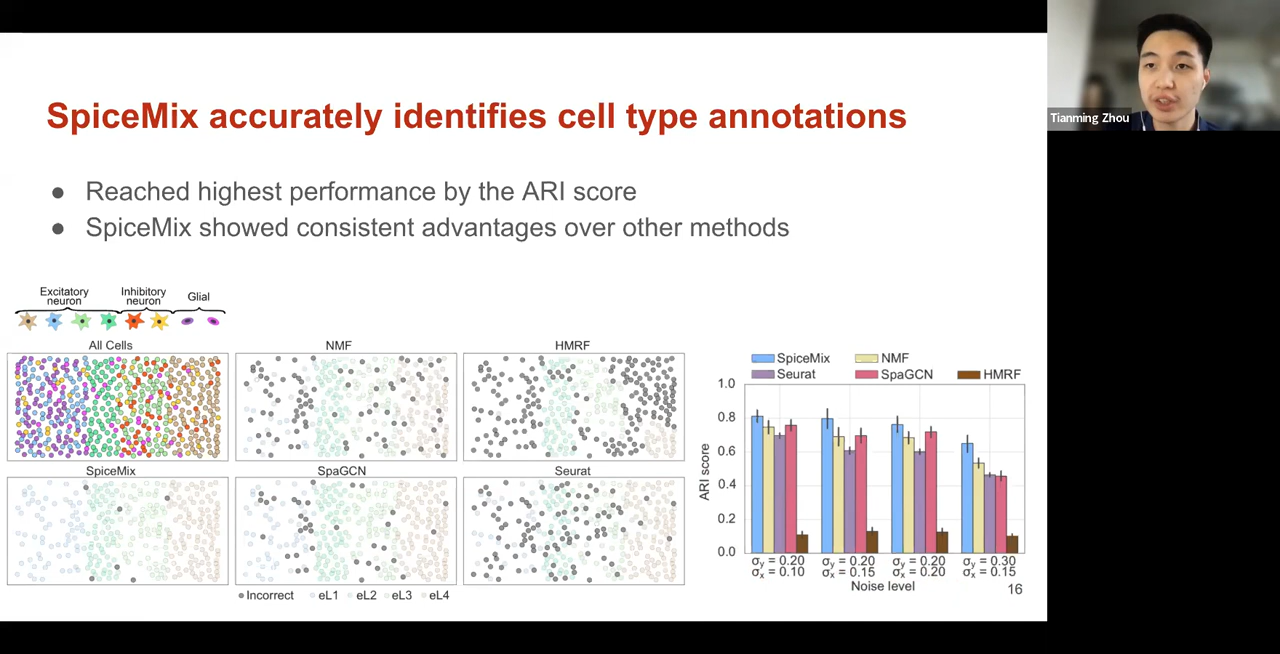 SpiceMix accurately identifies cell type annotations
Tianming Zhou
● Reached highest performance by the ARI score
● SpiceMix showed consistent advantages over other methods
Excitatory
neuron
Inhibitory
neuron
Glial
All Cells
NMF
HMRF
SpiceMix
SpaGCN
Seurat
Incorrect eL1 eL2 eL3 eL4
SpiceMix NMF
Seurat SpaGCN HMRF
ARI score
1.0
0.8
0.6
0.4
0.2
0.0
σy = 0.20 σy = 0.20 σy = 0.20 σy = 0.30
σx = 0.10 σx = 0.15 σx = 0.20 σx = 0.15
Noise level
16